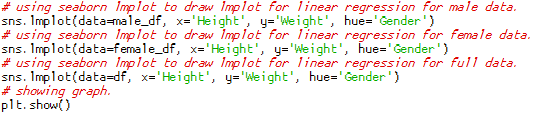 # using seaborn lmplot to draw lmplot for linear regression for male data.
sns.lmplot(data=male_df, x='Height', y='Weight', hue='Gender')
# using seaborn lmplot to draw lmplot for linear regression for female data.
sns.lmplot(data=female_df, x='Height', y='Weight', hue='Gender')
# using seaborn lmplot to draw lmplot for linear regression for full data.
sns.lmplot(data=df, x='Height', y='Weight', hue='Gender')
# showing graph.
plt.show()